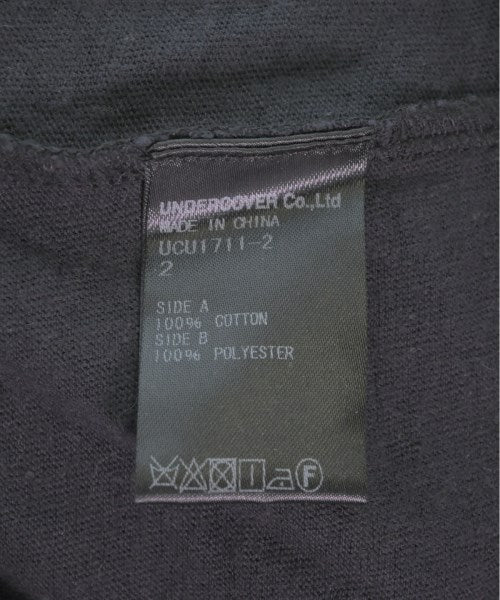 UNDERCOVER Co.,Ltd
MADE IN CHINA
UCU1711-2
2
SIDE A
100% COTTON
SIDE B
100% POLYESTER
F